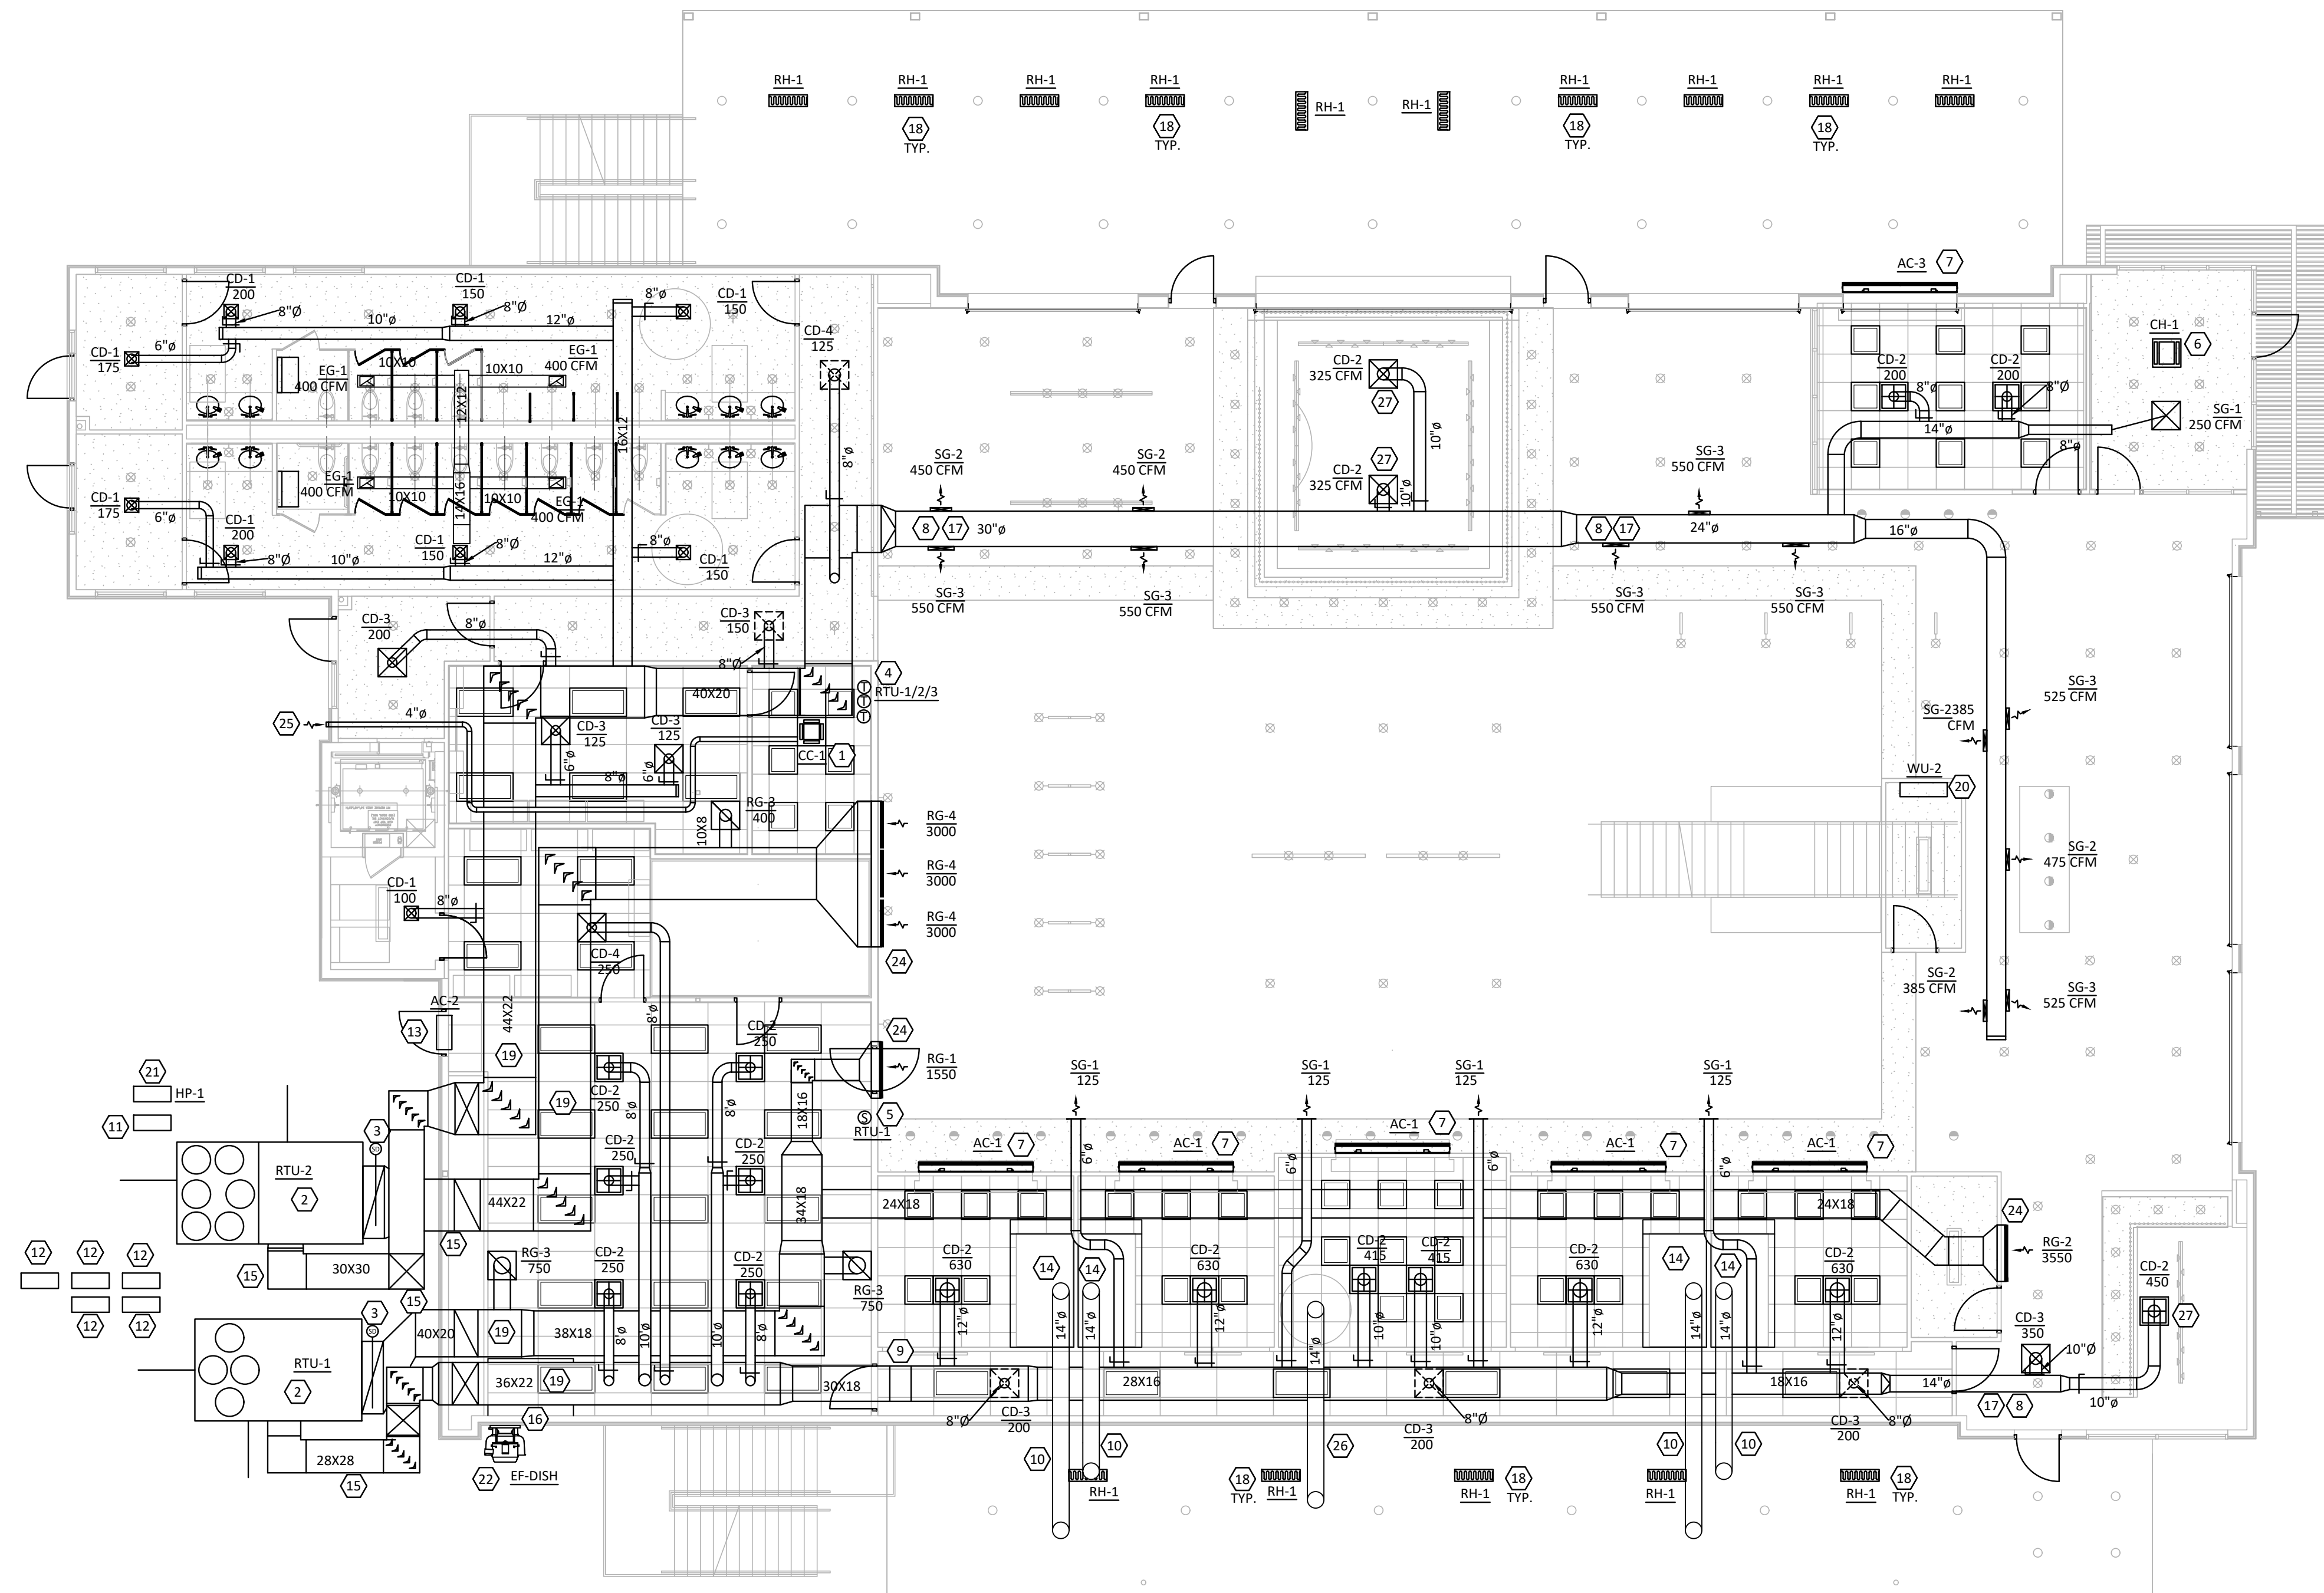 RH-1
RH-1
RH-1
RH-1
RH-1
RH-1
RH-1
RH-1
RH-1
RH-1
18
TYP.
18
TYP.
18
TYP.
18
TYP.
AC-3
7
CD-1
200
8"Ø
CD-1
150
8"Ø
8"ø
CD-1
150
10"ø
12"ø
CD-1
175
6"ø
EG-1
400 CFM
10X10
10X10
EG-1
400 CFM
12X12
16X12
CD-4
125
8"ø
CD-2
325 CFM
27
10"ø
CD-2
325 CFM
27
10"ø
CD-2
200
8"ø
CD-2
200
8"Ø
CH-1
6
SG-1
250 CFM
14"ø
8"ø
EG-1
400 CFM
10X10
14X16
10X10
EG-1
400 CFM
CD-1
175
6"ø
CD-1
200
8"Ø
CD-1
150
8"Ø
8"ø
CD-1
150
10"ø
12"ø
SG-2
450 CFM
SG-2
450 CFM
SG-3
550 CFM
8
17
30"ø
8
17
24"ø
16"ø
SG-3
550 CFM
SG-3
550 CFM
SG-3
550 CFM
SG-3
550 CFM
CD-3
200
8"ø
CD-3
150
8"Ø
40X20
4
T
T
T
RTU-1/2/3
25
4"ø
CD-3
125
6"ø
CD-3
125
6"ø
8"ø
CC-1
1
RG-3
400
10X8
RG-4
3000
RG-4
3000
RG-4
3000
24
SG-2385
CFM
SG-3
525 CFM
WU-2
20
SG-2
475 CFM
SG-2
385 CFM
SG-3
525 CFM
CD-1
100
8"ø
CD-4
250
8'ø
44X22
AC-2
13
19
19
CD-2
250
CD-2
250
8'ø
8'ø
24
RG-1
1550
18X16
S
5
RTU-1
21
HP-1
11
3
SD
RTU-2
2
44X22
CD-2
250
CD-2
250
34X18
15
30X30
15
12
12
12
12
12
RG-3
750
CD-2
250
CD-2
250
RG-3
750
15
3
SD
RTU-1
2
40X20
19
38X18
8'ø
10'ø
10'ø
8'ø
36X22
19
30X18
28X28
15
16
22
EF-DISH
SG-1
125
SG-1
125
SG-1
125
SG-1
125
6"ø
6"ø
6"ø
6"ø
AC-1
7
AC-1
7
AC-1
7
AC-1
7
AC-1
7
24X18
24X18
24
RG-2
3550
CD-2
630
12"ø
14
14
14"ø
14"ø
CD-2
630
12"ø
CD-2
415
CD-2
415
10"ø
10"ø
14"ø
CD-2
630
12"ø
14
14
14"ø
14"ø
CD-2
630
12"ø
CD-2
450
27
CD-3
350
10"Ø
9
28X16
18X16
14"ø
10"ø
17
8
8"Ø
CD-3
200
8"Ø
CD-3
200
8"Ø
CD-3
200
10
10
26
10
10
RH-1
18
TYP.
RH-1
RH-1
18
TYP.
RH-1
RH-1
18
TYP.